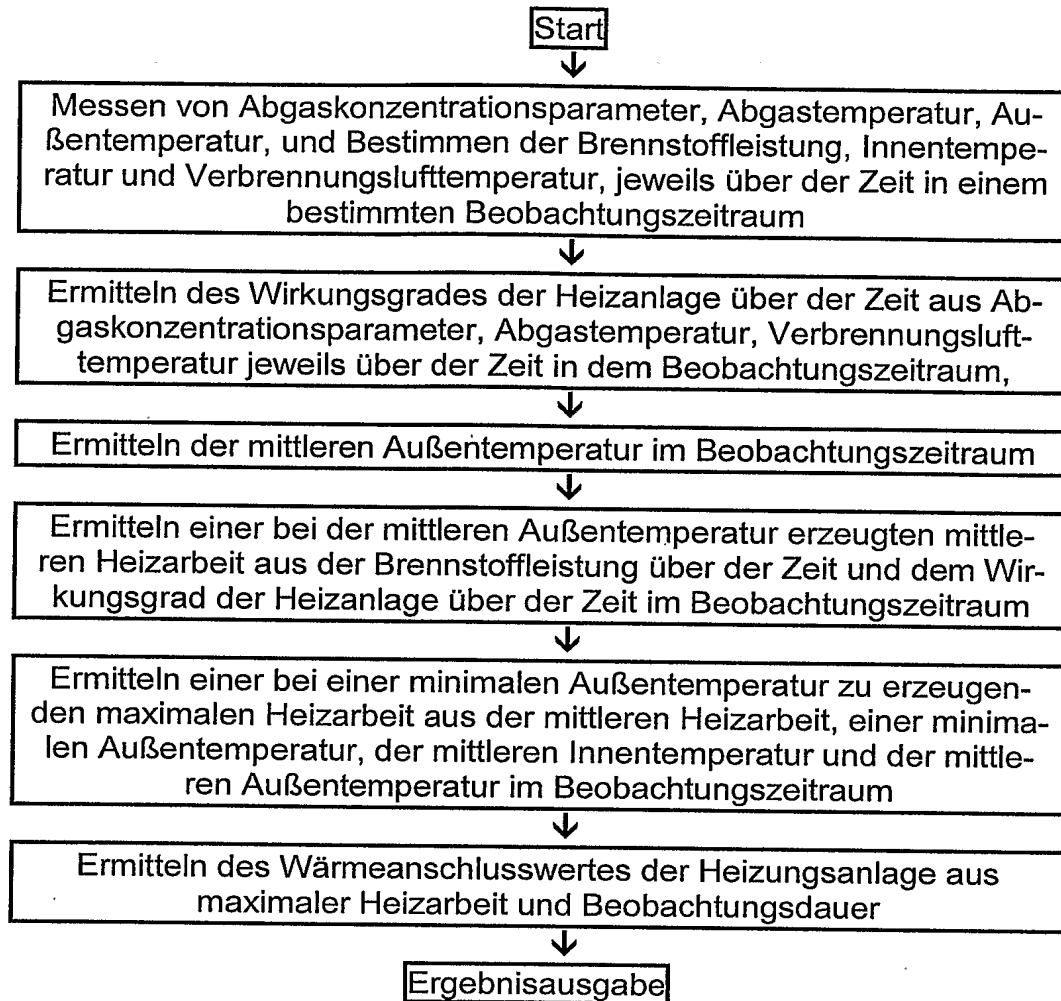 Start
Messen von Abgaskonzentrationsparameter, Abgastemperatur, Au-
ßentemperatur, und Bestimmen der Brennstoffleistung, Innentempe-
ratur und Verbrennungslufttemperatur, jeweils über der Zeit in einem
bestimmten Beobachtungszeitraum
Ermitteln des Wirkungsgrades der Heizanlage über der Zeit aus Ab-
gaskonzentrationsparameter, Abgastemperatur, Verbrennungsluft-
temperatur jeweils über der Zeit in dem Beobachtungszeitraum,
Ermitteln der mittleren Außentemperatur im Beobachtungszeitraum
Ermitteln einer bei der mittleren Außentemperatur erzeugten mittle-
ren Heizarbeit aus der Brennstoffleistung über der Zeit und dem Wir-
kungsgrad der Heizanlage über der Zeit im Beobachtungszeitraum
Ermitteln einer bei einer minimalen Außentemperatur zu erzeugen-
den maximalen Heizarbeit aus der mittleren Heizarbeit, einer minima-
len Außentemperatur, der mittleren Innentemperatur und der mittle-
ren Außentemperatur im Beobachtungszeitraum
Ermitteln des Wärmeanschlusswertes der Heizungsanlage aus
maximaler Heizarbeit und Beobachtungsdauer
Ergebnisausgabe